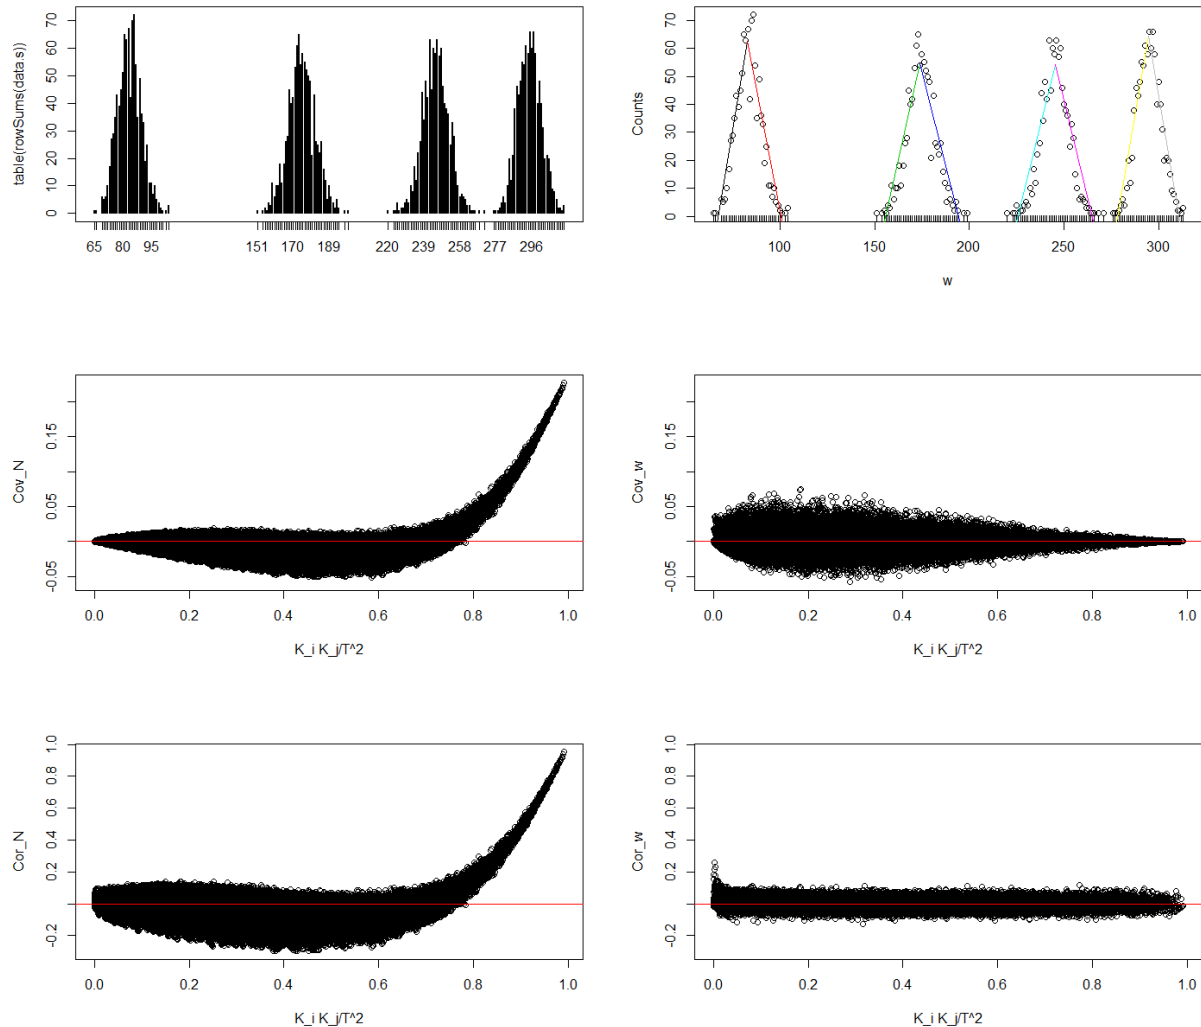 table(rowSums(data.s))
0 10 20 30 40 50 60 70
65 80 95 151 170 189 220 239 258 277 296
Counts
0 10 20 30 40 50 60 70
100 150 200 250 300
w
Cov_N
-0.05 0.05 0.15
0.0 0.2 0.4 0.6 0.8 1.0
K_i K_j/T^2
Cov_w
-0.05 0.05 0.15
0.0 0.2 0.4 0.6 0.8 1.0
K_i K_j/T^2
Cor_N
-0.2 0.2 0.4 0.6 0.8 1.0
0.0 0.2 0.4 0.6 0.8 1.0
K_i K_j/T^2
Cor_w
-0.2 0.2 0.4 0.6 0.8 1.0
0.0 0.2 0.4 0.6 0.8 1.0
K_i K_j/T^2